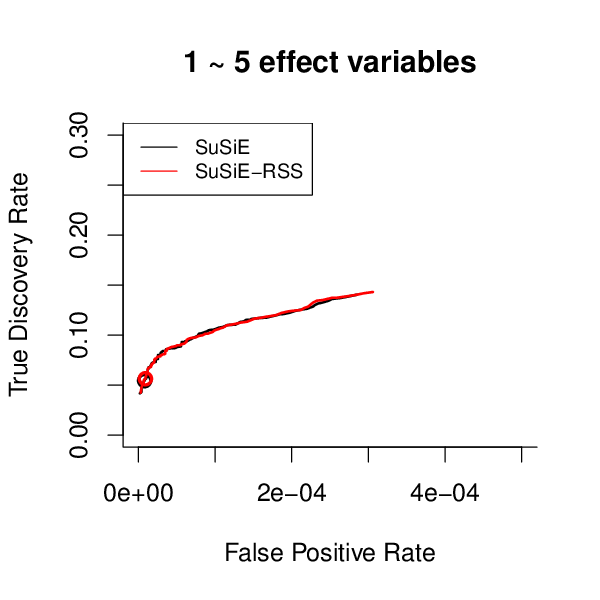 1 ~ 5 effect variables
SuSiE
SuSiE−RSS
True Discovery Rate
0.30
0.20
0.10
0.00
0e+00 2e−04 4e−04
False Positive Rate